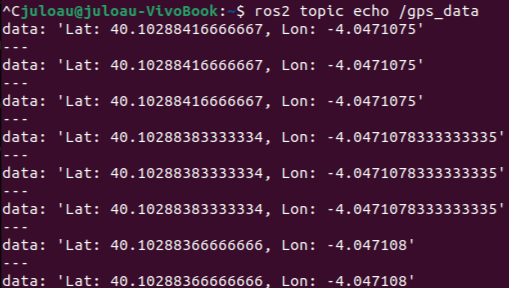 ^Cjuloau@juloau-VivoBook:~$ ros2 topic echo /gps_data
data: 'Lat: 40.10288416666667, Lon: -4.0471075'
---
data: 'Lat: 40.10288416666667, Lon: -4.0471075'
---
data: 'Lat: 40.10288416666667, Lon: -4.0471075'
---
data: 'Lat: 40.10288383333334, Lon: -4.0471078333333335'
---
data: 'Lat: 40.10288383333334, Lon: -4.0471078333333335'
---
data: 'Lat: 40.10288383333334, Lon: -4.0471078333333335'
---
data: 'Lat: 40.10288366666666, Lon: -4.047108'
---
data: 'Lat: 40.10288366666666, Lon: -4.047108'